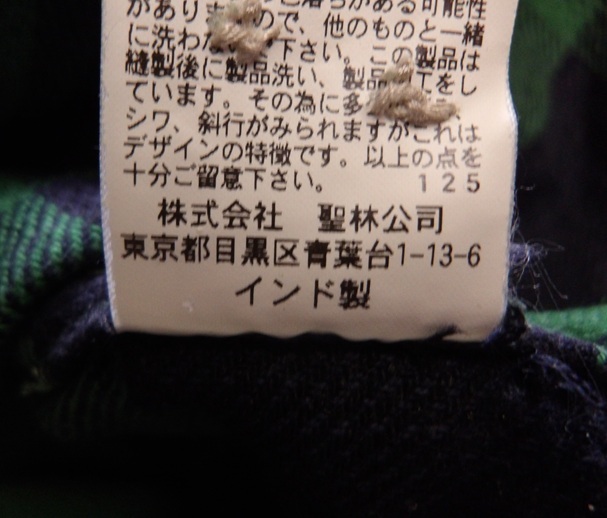 がありま ので、他のものと一緒
に洗わな 下さい。この製品は
縫製後に製品洗い、製品 工をし
ています。その為に多
シワ、斜行がみられますがこれは
デザインの特徴です。以上の点を
十分ご留意下さい。 125
株式会社 聖林公司
東京都目黒区青葉台1-13-6
インド製